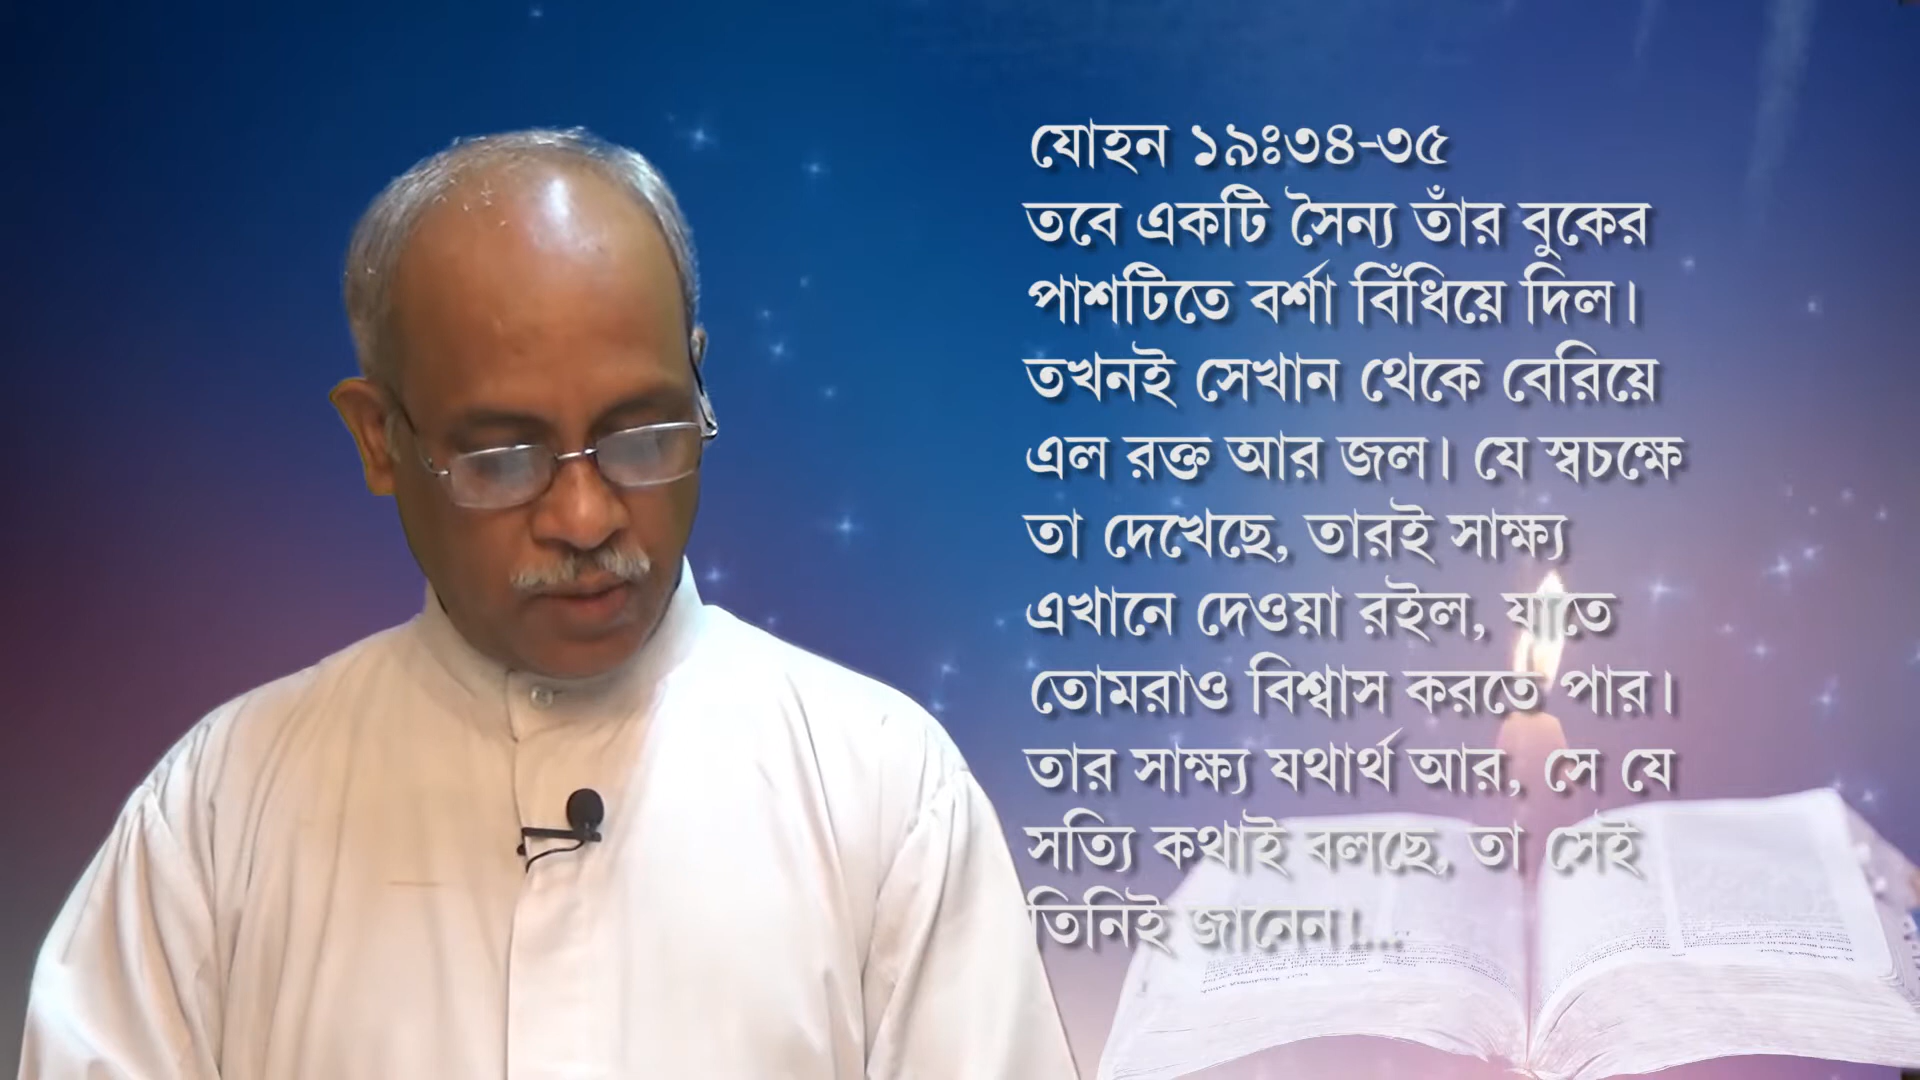 যোহন ১৯ঃ৩৪-৩৫
তবে একটি সৈন্য তাঁর বুকের
পাশটিতে বর্শা বিঁধিয়ে দিল।
তখনই সেখান থেকে বেরিয়ে
এল রক্ত আর জল। যে স্বচক্ষে
তা দেখেছে, তারই সাক্ষ্য
এখানে দেওয়া রইল, যাতে
তোমরাও বিশ্বাস করতে পার।
তার সাক্ষ্য যথার্থ আর, সে যে
সত্যি কথাই বলছে, তা সেই
তিনিই জানেন।...